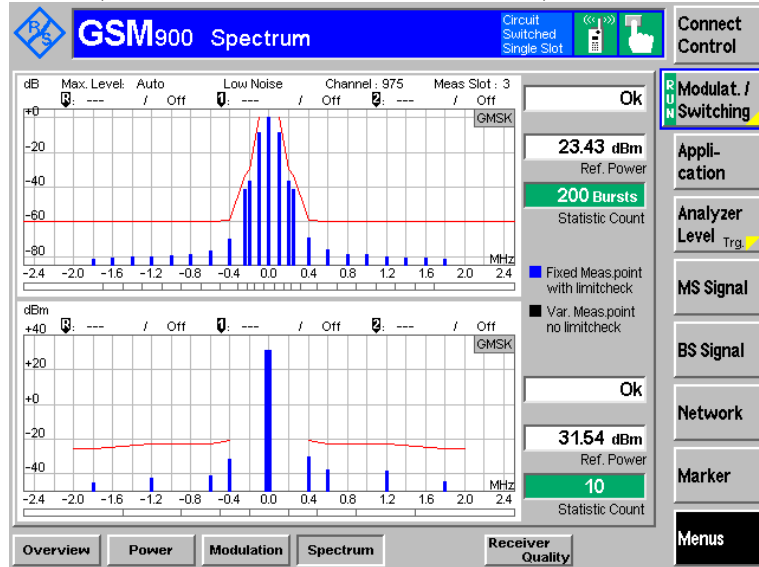 R&S
GSM900 Spectrum
Circuit
Switched
Single Slot
Connect
Control
dB Max. Level: Auto Low Noise Channel : 975 Meas Slot : 3
R: --- / Off 1: --- / Off 2: --- / Off
GMSK
+0
-20
-40
-60
-80
MHz
-2.4 -2.0 -1.6 -1.2 -0.8 -0.4 0.0 0.4 0.8 1.2 1.6 2.0 2.4
Ok
23.43 dBm
Ref. Power
200 Bursts
Statistic Count
Fixed Meas.point
with limitcheck
Var. Meas.point
no limitcheck
dBm
R: --- / Off 1: --- / Off 2: --- / Off
GMSK
+40
+20
+0
-20
-40
MHz
-2.4 -2.0 -1.6 -1.2 -0.8 -0.4 0.0 0.4 0.8 1.2 1.6 2.0 2.4
Ok
31.54 dBm
Ref. Power
10
Statistic Count
RUN
Modulat. /
Switching
Appli-
cation
Analyzer
Level Trg.
MS Signal
BS Signal
Network
Marker
Menus
Overview Power Modulation Spectrum Receiver
Quality